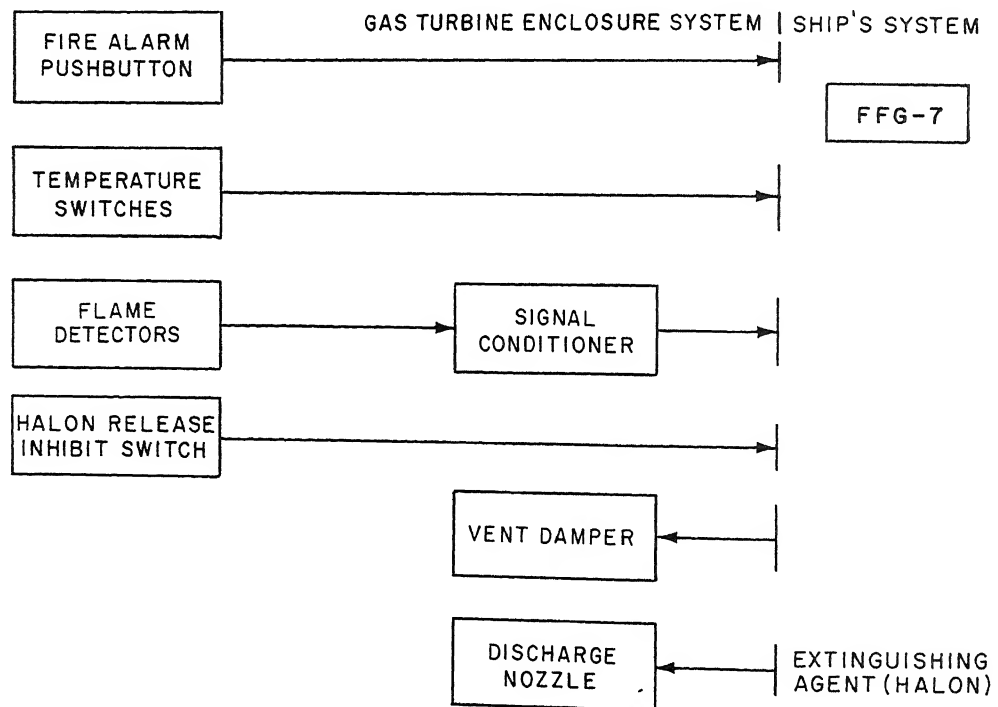 GAS TURBINE ENCLOSURE SYSTEM
SHIP'S SYSTEM
FIRE ALARM
PUSHBUTTON
FFG-7
TEMPERATURE
SWITCHES
FLAME
DETECTORS
SIGNAL
CONDITIONER
HALON RELEASE
INHIBIT SWITCH
VENT DAMPER
DISCHARGE
NOZZLE
EXTINGUISHING
AGENT (HALON)